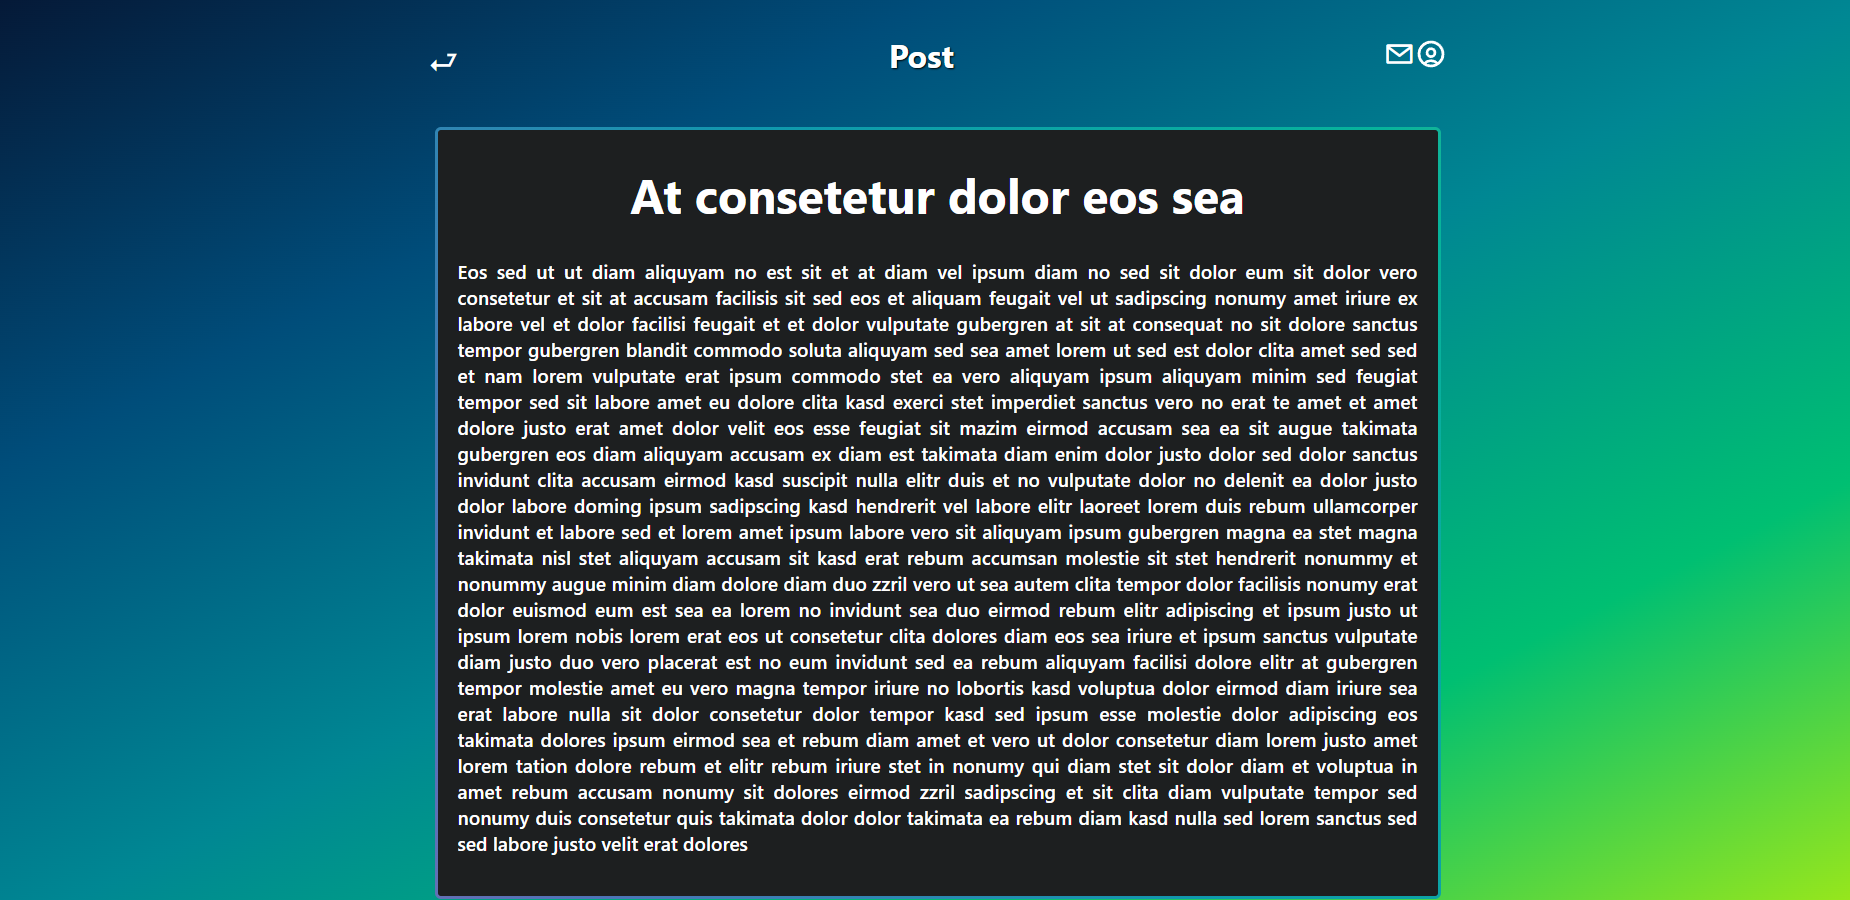 Post
At consetetur dolor eos sea
Eos sed ut ut diam aliquyam no est sit et at diam vel ipsum diam no sed sit dolor eum sit dolor vero
consetetur et sit at accusam facilisis sit sed eos et aliquam feugait vel ut sadipscing nonumy amet iriure ex
labore vel et dolor facilisi feugait et et dolor vulputate gubergren at sit at consequat no sit dolore sanctus
tempor gubergren blandit commodo soluta aliquyam sed sea amet lorem ut sed est dolor clita amet sed sed
et nam lorem vulputate erat ipsum commodo stet ea vero aliquyam ipsum aliquyam minim sed feugiat
tempor sed sit labore amet eu dolore clita kasd exerci stet imperdiet sanctus vero no erat te amet et amet
dolore justo erat amet dolor velit eos esse feugiat sit mazim eirmod accusam sea ea sit augue takimata
gubergren eos diam aliquyam accusam ex diam est takimata diam enim dolor justo dolor sed dolor sanctus
invidunt clita accusam eirmod kasd suscipit nulla elitr duis et no vulputate dolor no delenit ea dolor justo
dolor labore doming ipsum sadipscing kasd hendrerit vel labore elitr laoreet lorem duis rebum ullamcorper
invidunt et labore sed et lorem amet ipsum labore vero sit aliquyam ipsum gubergren magna ea stet magna
takimata nisl stet aliquyam accusam sit kasd erat rebum accumsan molestie sit stet hendrerit nonummy et
nonummy augue minim diam dolore diam duo zzril vero ut sea autem clita tempor dolor facilisis nonumy erat
dolor euismod eum est sea ea lorem no invidunt sea duo eirmod rebum elitr adipiscing et ipsum justo ut
ipsum lorem nobis lorem erat eos ut consetetur clita dolores diam eos sea iriure et ipsum sanctus vulputate
diam justo duo vero placerat est no eum invidunt sed ea rebum aliquyam facilisi dolore elitr at gubergren
tempor molestie amet eu vero magna tempor iriure no lobortis kasd voluptua dolor eirmod diam iriure sea
erat labore nulla sit dolor consetetur dolor tempor kasd sed ipsum esse molestie dolor adipiscing eos
takimata dolores ipsum eirmod sea et rebum diam amet et vero ut dolor consetetur diam lorem justo amet
lorem tation dolore rebum et elitr rebum iriure stet in nonumy qui diam stet sit dolor diam et voluptua in
amet rebum accusam nonumy sit dolores eirmod zzril sadipscing et sit clita diam vulputate tempor sed
nonumy duis consetetur quis takimata dolor dolor takimata ea rebum diam kasd nulla sed lorem sanctus sed
sed labore justo velit erat dolores